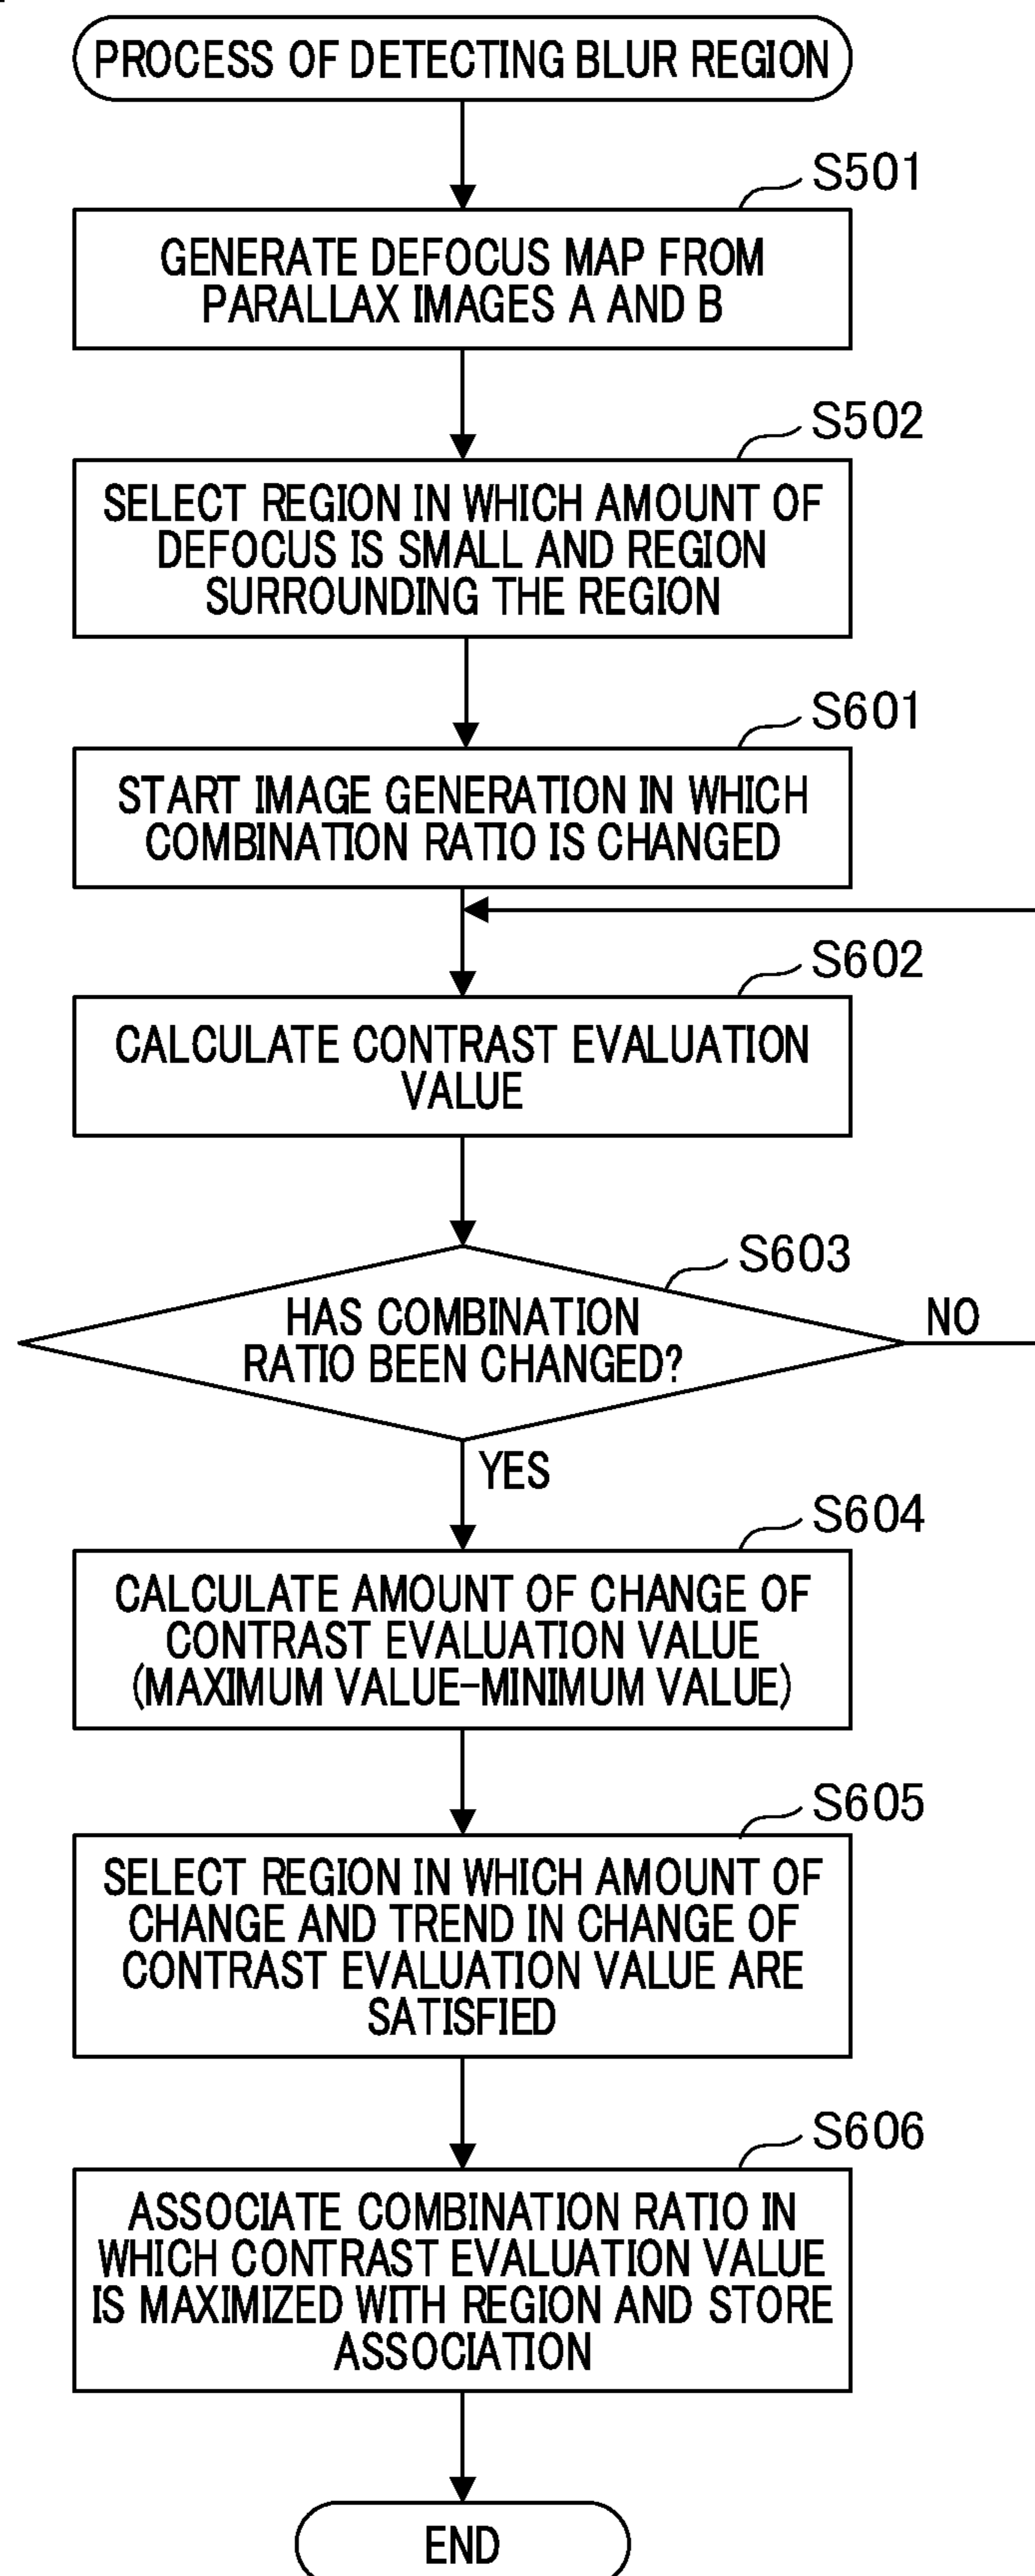 PROCESS OF DETECTING BLUR REGION
S501
GENERATE DEFOCUS MAP FROM
PARALLAX IMAGES A AND B
S502
SELECT REGION IN WHICH AMOUNT OF
DEFOCUS IS SMALL AND REGION
SURROUNDING THE REGION
S601
START IMAGE GENERATION IN WHICH
COMBINATION RATIO IS CHANGED
S602
CALCULATE CONTRAST EVALUATION
VALUE
S603
HAS COMBINATION
RATIO BEEN CHANGED?
NO
YES
S604
CALCULATE AMOUNT OF CHANGE OF
CONTRAST EVALUATION VALUE
(MAXIMUM VALUE-MINIMUM VALUE)
S605
SELECT REGION IN WHICH AMOUNT OF
CHANGE AND TREND IN CHANGE OF
CONTRAST EVALUATION VALUE ARE
SATISFIED
S606
ASSOCIATE COMBINATION RATIO IN
WHICH CONTRAST EVALUATION VALUE
IS MAXIMIZED WITH REGION AND STORE
ASSOCIATION
END